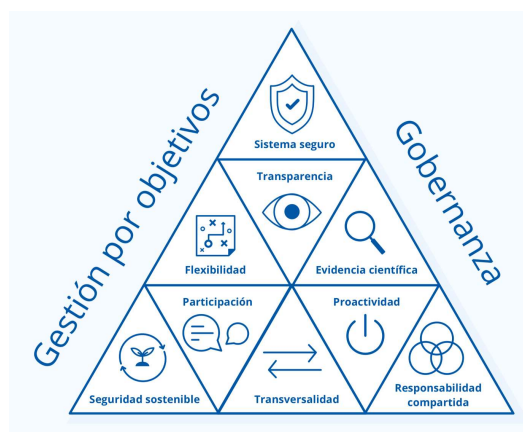 Gestión por objetivos
Gobernanza
Sistema seguro
Transparencia
Flexibilidad
Evidencia científica
Participación
Proactividad
Seguridad sostenible
Transversalidad
Responsabilidad
compartida